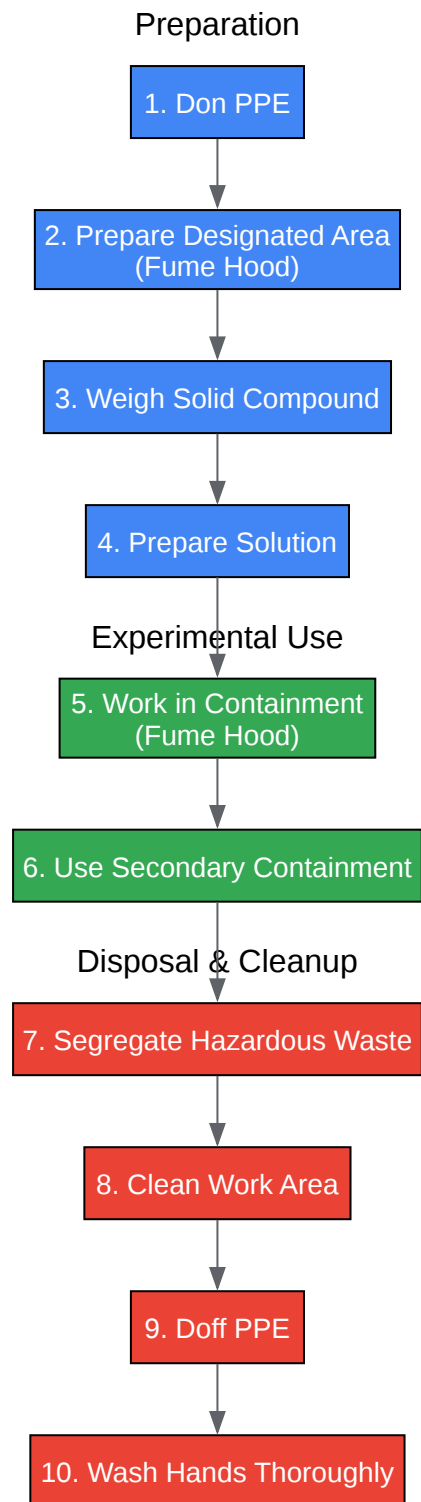 Preparation
1. Don PPE
2. Prepare Designated Area
(Fume Hood)
3. Weigh Solid Compound
4. Prepare Solution
Experimental Use
5. Work in Containment
(Fume Hood)
6. Use Secondary Containment
Disposal & Cleanup
7. Segregate Hazardous Waste
8. Clean Work Area
9. Doff PPE
10. Wash Hands Thoroughly